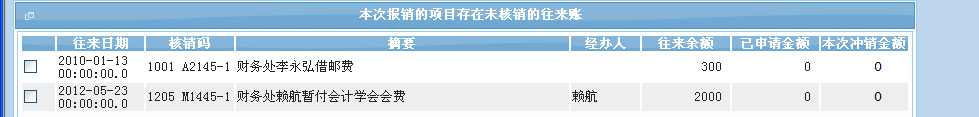 本次报销的项目存在未核销的往来账
往来日期 核销码 摘要 经办人 往来余额 已申请金额 本次冲销金额
2010-01-13 00:00:00.0 1001 A2145-1 财务处李永弘借邮费 300 0 0
2012-05-23 00:00:00.0 1205 M1445-1 财务处赖航暂付会计学会会费 赖航 2000 0 0